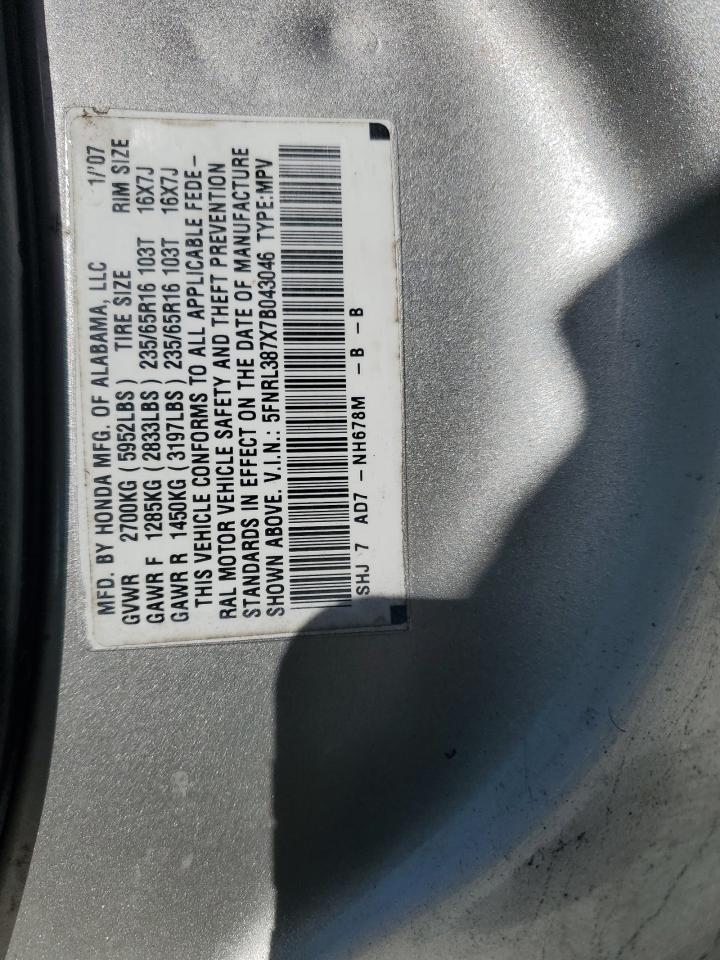 MFD. BY HONDA MFG. OF ALABAMA, LLC 1/'07
GVWR 2700KG (5952LBS) TIRE SIZE RIM SIZE
GAWR F 1285KG (2833LBS) 235/65R16 103T 16X7J
GAWR R 1450KG (3197LBS) 235/65R16 103T 16X7J
THIS VEHICLE CONFORMS TO ALL APPLICABLE FEDE-
RAL MOTOR VEHICLE SAFETY AND THEFT PREVENTION
STANDARDS IN EFFECT ON THE DATE OF MANUFACTURE
SHOWN ABOVE. V.I.N.: 5FNRL387X7B043046 TYPE:MPV
SHJ 7 AD7 - NH678M - B - B